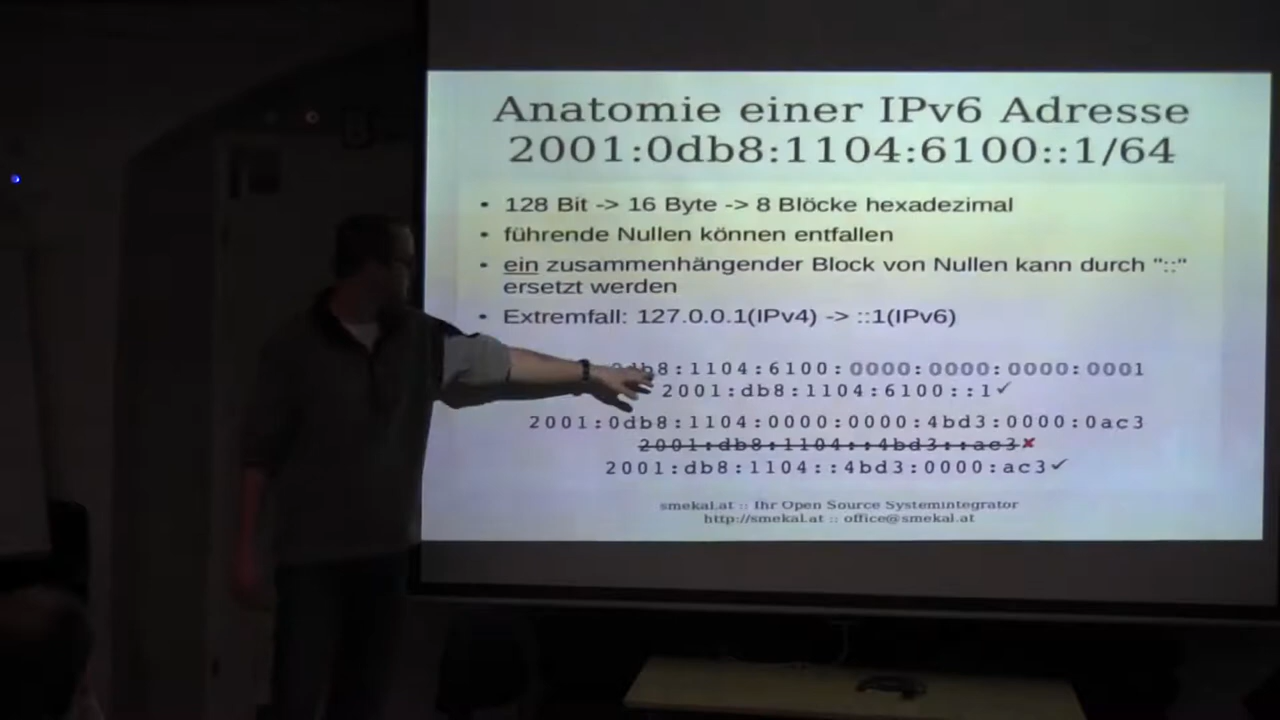 Anatomie einer IPv6 Adresse
2001:0db8:1104:6100::1/64
• 128 Bit -> 16 Byte -> 8 Blöcke hexadezimal
• führende Nullen können entfallen
• ein zusammenhängender Block von Nullen kann durch "::"
ersetzt werden
• Extremfall: 127.0.0.1(IPv4) -> ::1(IPv6)
0db8:1104:6100:0000:0000:0000:0001
2001:db8:1104:6100::1✓
2001:0db8:1104:0000:0000:4bd3:0000:0ac3
2001:db8:1104::4bd3::ac3✗
2001:db8:1104::4bd3:0000:ac3✓
smekal.at :: Ihr Open Source Systemintegrator
http://smekal.at :: office@smekal.at